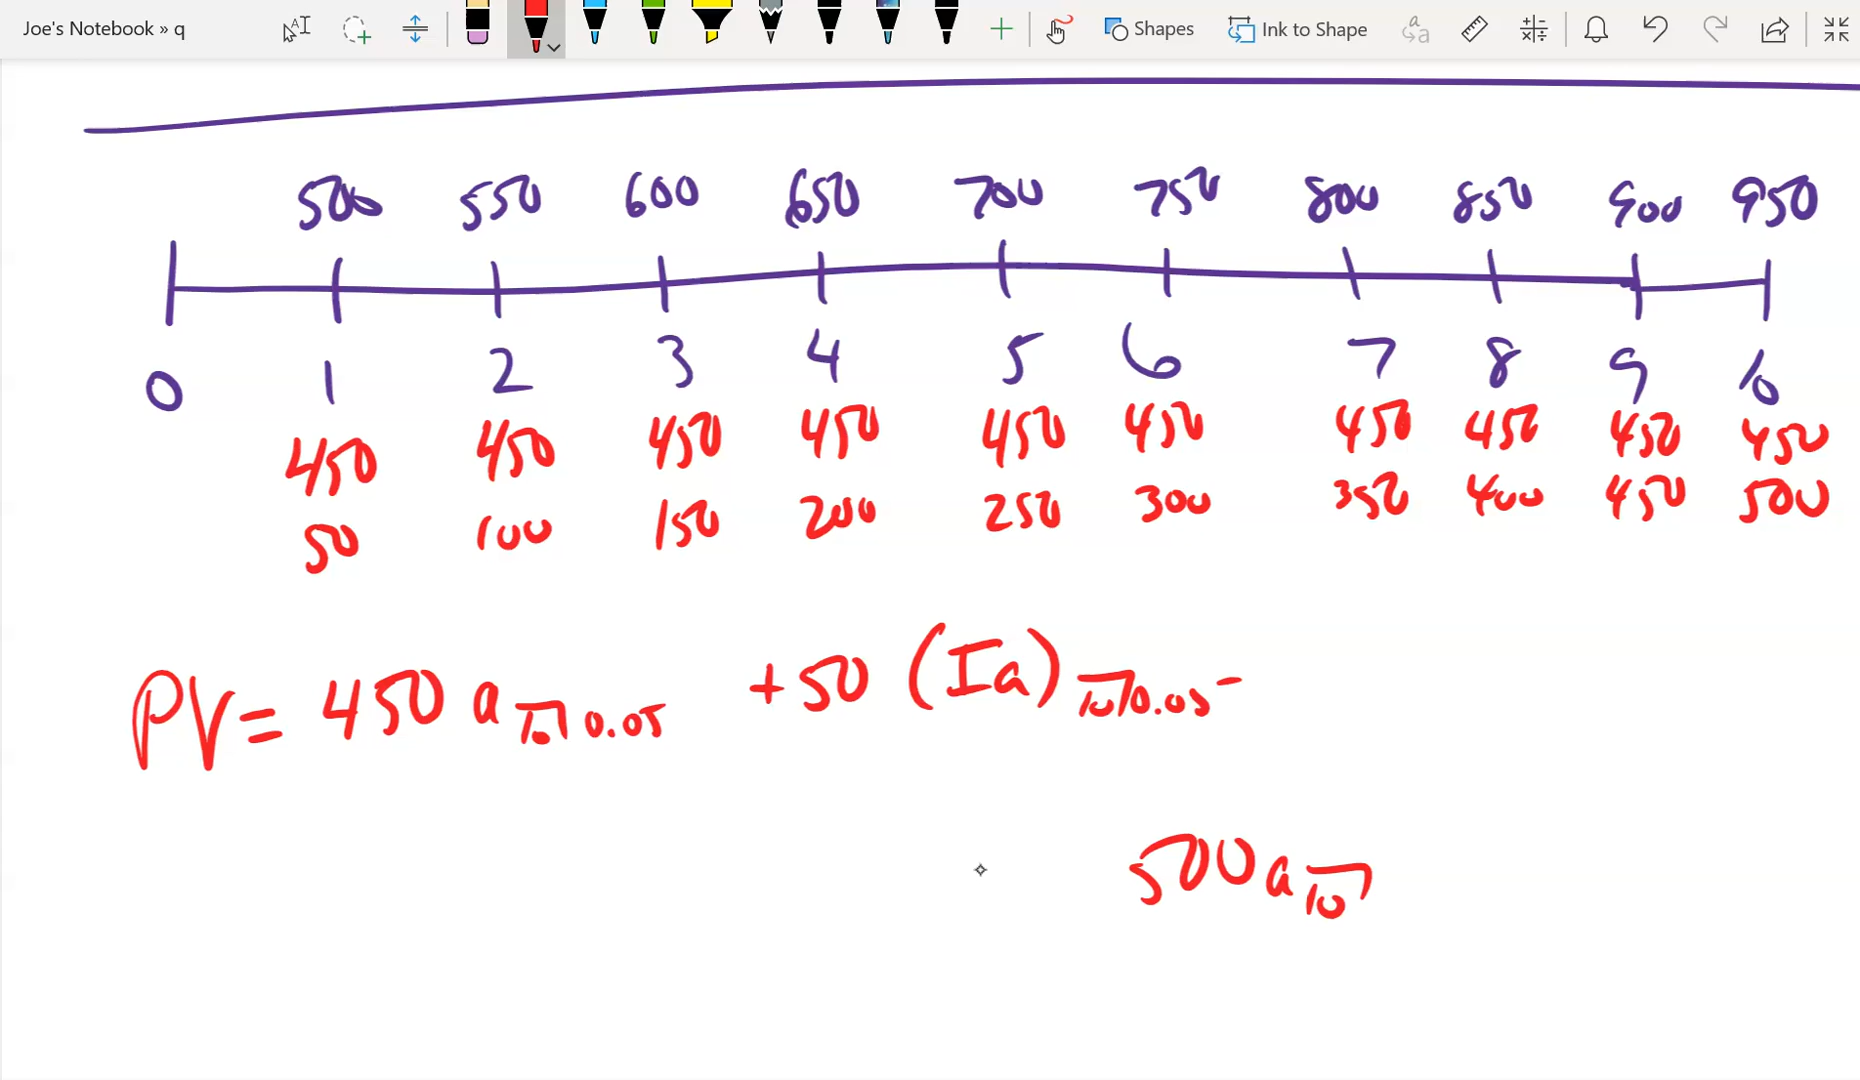 Joe's Notebook » q
Shapes Ink to Shape
500 550 600 650 700 750 800 850 900 950
0 1 2 3 4 5 6 7 8 9 10
450 450 450 450 450 450 450 450 450 450
50 100 150 200 250 300 350 400 450 500
PV = 450 a 10⌉ 0.05 + 50 (Ia) 10⌉ 0.05 -
500 a 10⌉